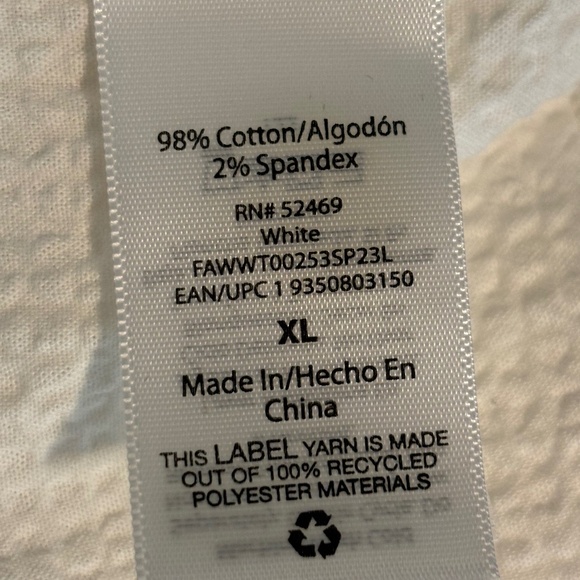 98% Cotton/Algodón
2% Spandex
RN# 52469
White
FAWWT00253SP23L
EAN/UPC 1 9350803150
XL
Made In/Hecho En
China
THIS LABEL YARN IS MADE
OUT OF 100% RECYCLED
POLYESTER MATERIALS